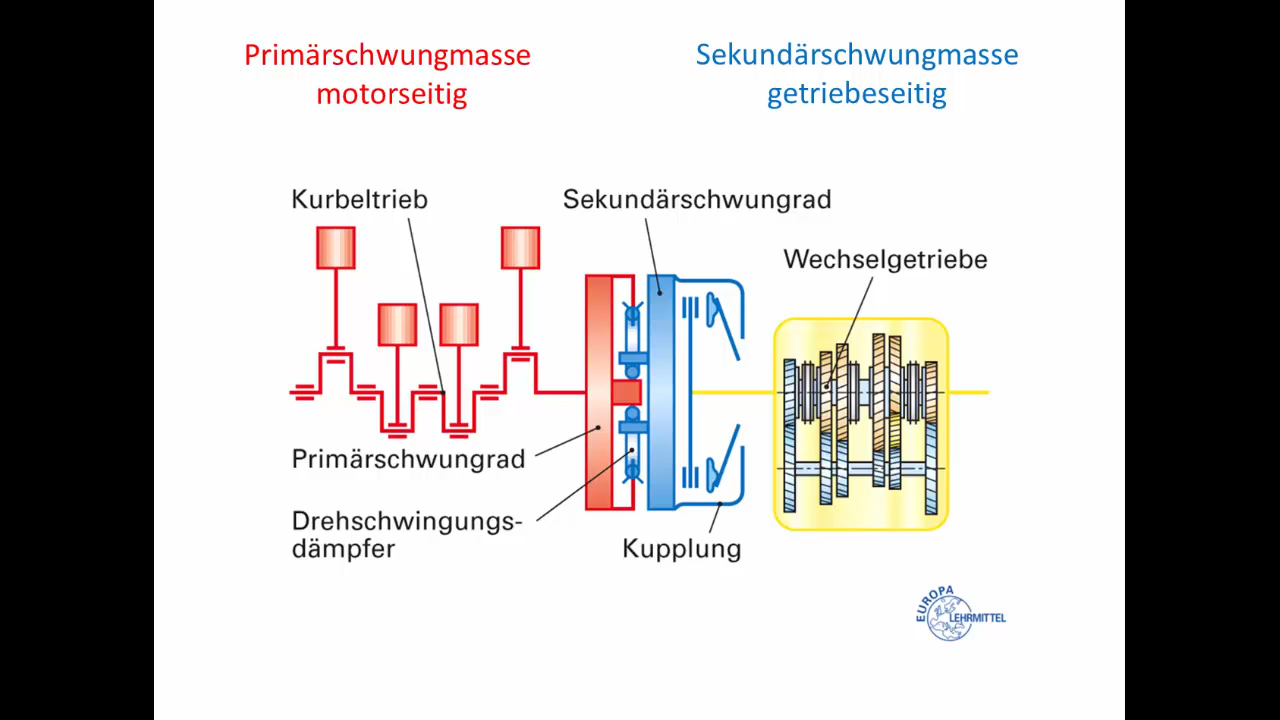 Primärschwungmasse
motorseitig
Sekundärschwungmasse
getriebeseitig
Kurbeltrieb
Sekundärschwungrad
Wechselgetriebe
Primärschwungrad
Drehschwingungs-
dämpfer
Kupplung
EUROPA
LEHRMITTEL